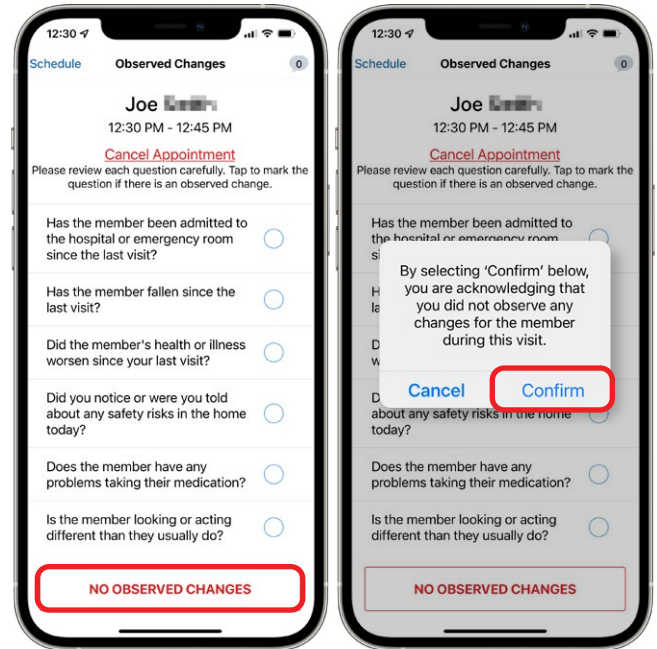 12:30
Schedule
Observed Changes
0
Joe
12:30 PM - 12:45 PM
Cancel Appointment
Please review each question carefully. Tap to mark the
question if there is an observed change.
Has the member been admitted to
the hospital or emergency room
since the last visit?
Has the member fallen since the
last visit?
Did the member's health or illness
worsen since your last visit?
Did you notice or were you told
about any safety risks in the home
today?
Does the member have any
problems taking their medication?
Is the member looking or acting
different than they usually do?
NO OBSERVED CHANGES
12:30
Schedule
Observed Changes
0
Joe
12:30 PM - 12:45 PM
Cancel Appointment
Please review each question carefully. Tap to mark the
question if there is an observed change.
Has the member been admitted to
the hospital or emergency room
By selecting ‘Confirm’ below,
you are acknowledging that
you did not observe any
changes for the member
during this visit.
Cancel
Confirm
about any safety risks in the home
today?
Does the member have any
problems taking their medication?
Is the member looking or acting
different than they usually do?
NO OBSERVED CHANGES